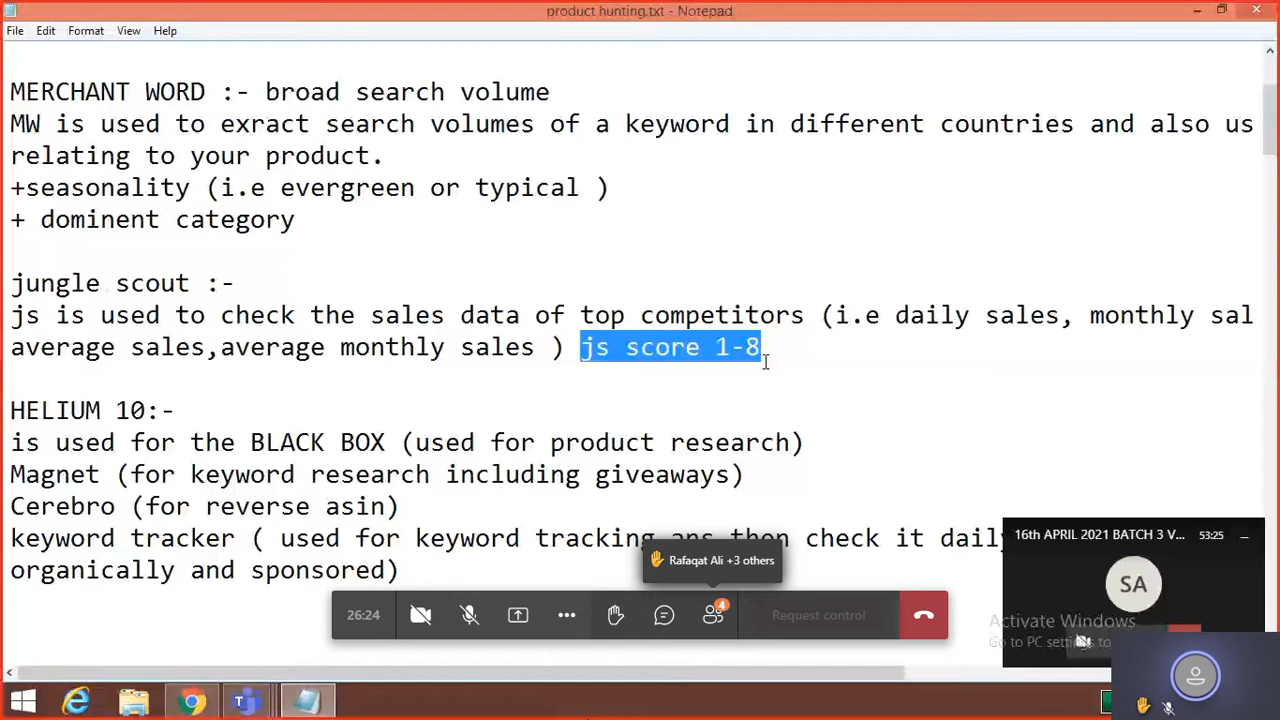 product hunting.txt - Notepad
File Edit Format View Help
MERCHANT WORD :- broad search volume
MW is used to exract search volumes of a keyword in different countries and also us
relating to your product.
+seasonality (i.e evergreen or typical )
+ dominent category
jungle scout :-
js is used to check the sales data of top competitors (i.e daily sales, monthly sal
average sales,average monthly sales ) js score 1-8
HELIUM 10:-
is used for the BLACK BOX (used for product research)
Magnet (for keyword research including giveaways)
Cerebro (for reverse asin)
keyword tracker ( used for keyword tracking ans then check it daily
organically and sponsored)
Rafaqat Ali +3 others
26:24
4
Request control
16th APRIL 2021 BATCH 3 V... 53:25
SA
Activate Windows
Go to PC settings to